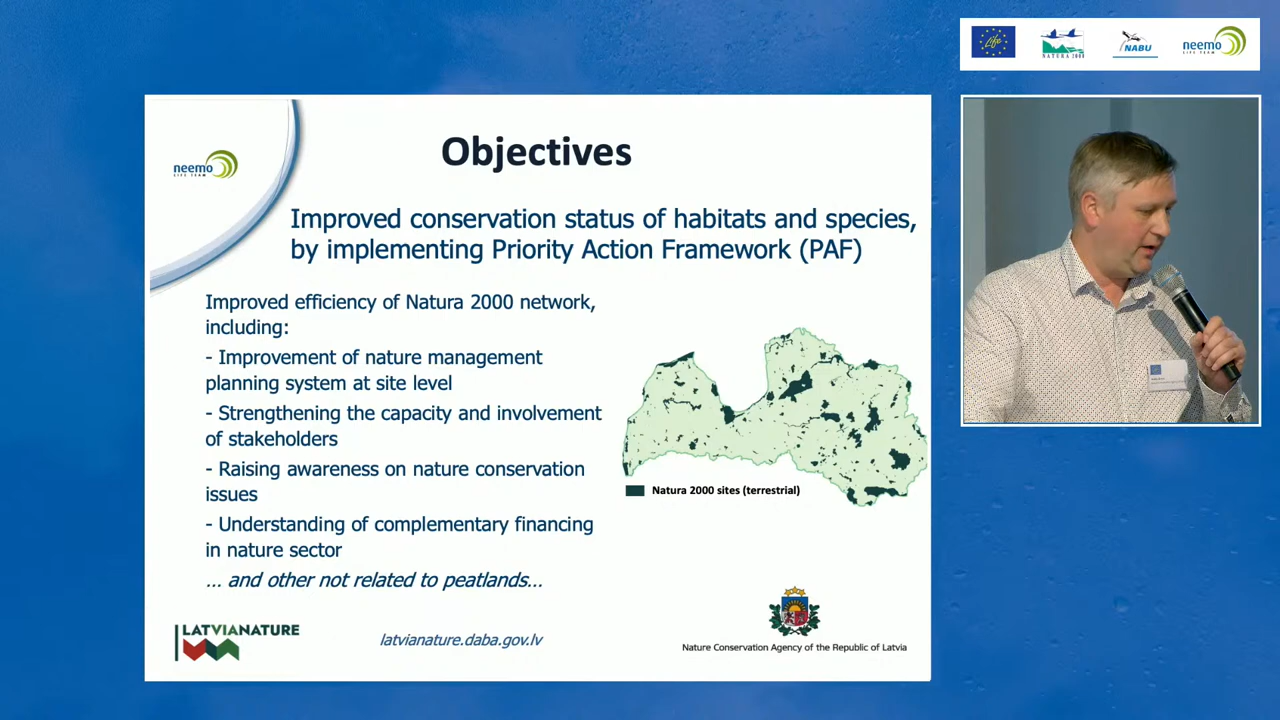 Life
NATURA 2000
NABU
neemo
LIFE TEAM
neemo
LIFE TEAM
Objectives
Improved conservation status of habitats and species,
by implementing Priority Action Framework (PAF)
Improved efficiency of Natura 2000 network,
including:
- Improvement of nature management
planning system at site level
- Strengthening the capacity and involvement
of stakeholders
- Raising awareness on nature conservation
issues
- Understanding of complementary financing
in nature sector
... and other not related to peatlands...
Natura 2000 sites (terrestrial)
LATVIANATURE
latvianature.daba.gov.lv
Nature Conservation Agency of the Republic of Latvia